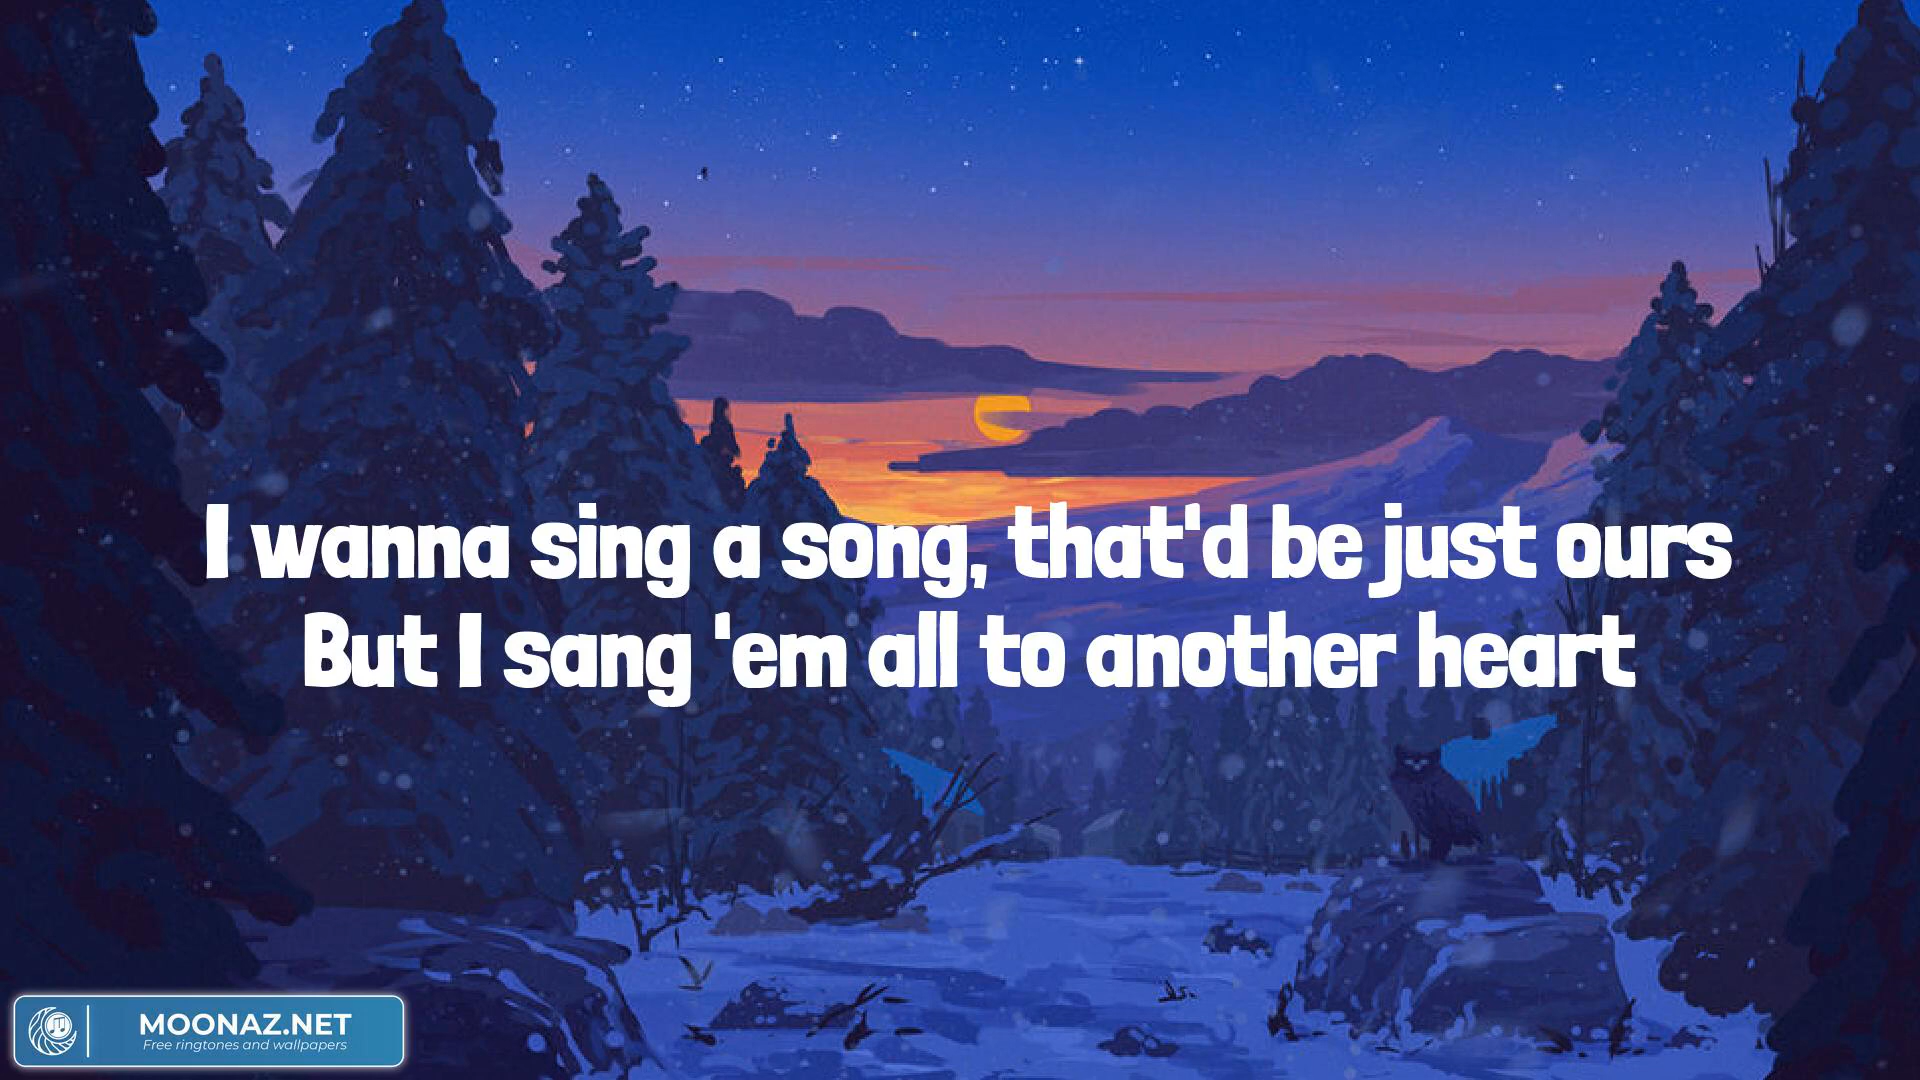 I wanna sing a song, that'd be just ours
But I sang 'em all to another heart
MOONAZ.NET
Free ringtones and wallpapers